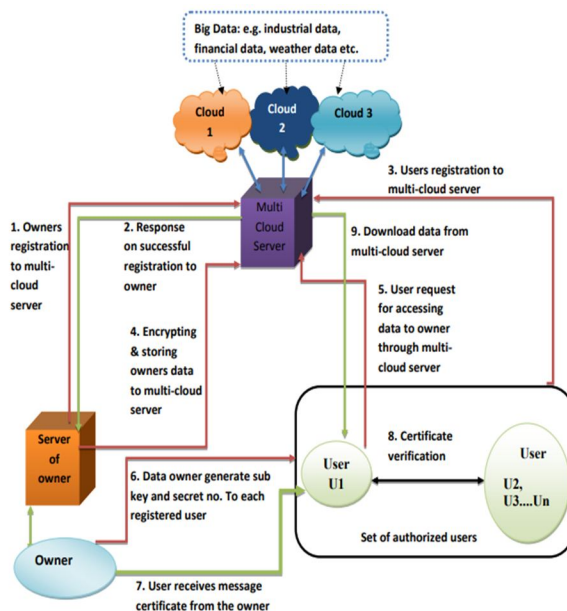 Big Data: e.g. industrial data,
financial data, weather data etc.
Cloud
1
Cloud
2
Cloud 3
3. Users registration to
multi-cloud server
1. Owners
registration
to multi-
cloud
server
2. Response
on successful
registration to
owner
Multi
Cloud
Server
9. Download data from
multi-cloud server
5. User request
for accessing
data to owner
through multi-
cloud server
4. Encrypting
& storing
owners data
to multi-cloud
server
Server
of
owner
6. Data owner generate sub
key and secret no. To each
registered user
User
U1
8. Certificate
verification
User
U2,
U3....Un
Set of authorized users
Owner
7. User receives message
certificate from the owner